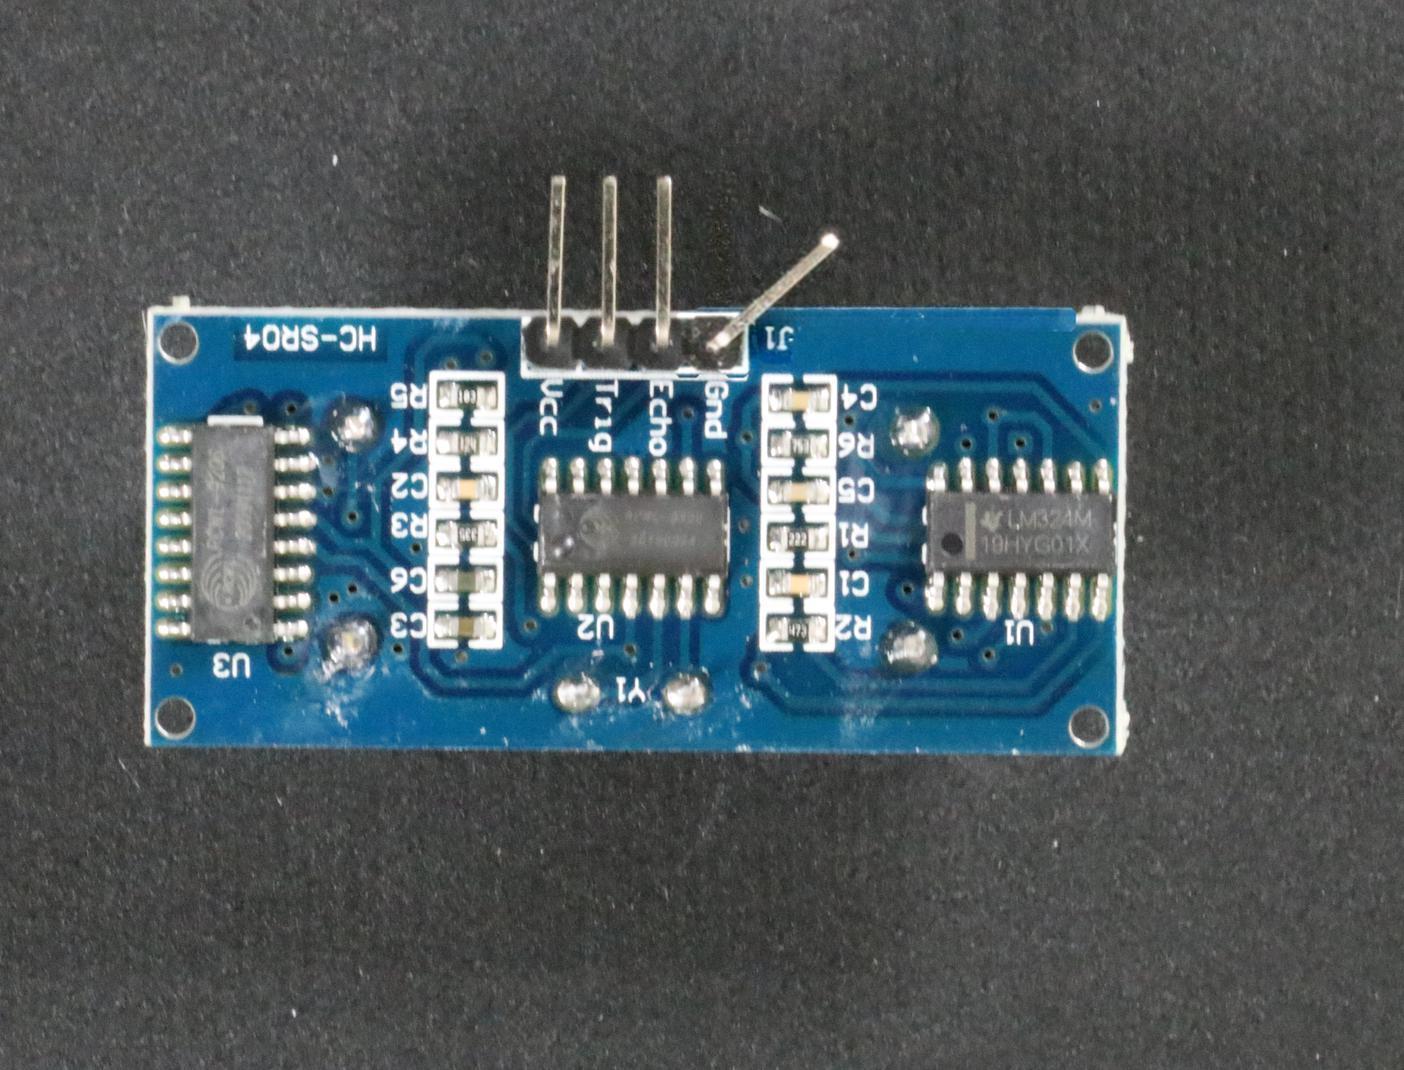 HC-SR04
J1
Vcc
Trig
Echo
Gnd
R5
R4
C2
R3
C6
C3
C4
R6
C5
R1
C1
R2
103
222
473
LM324M
19HYG01X
U3
U2
U1
Y1